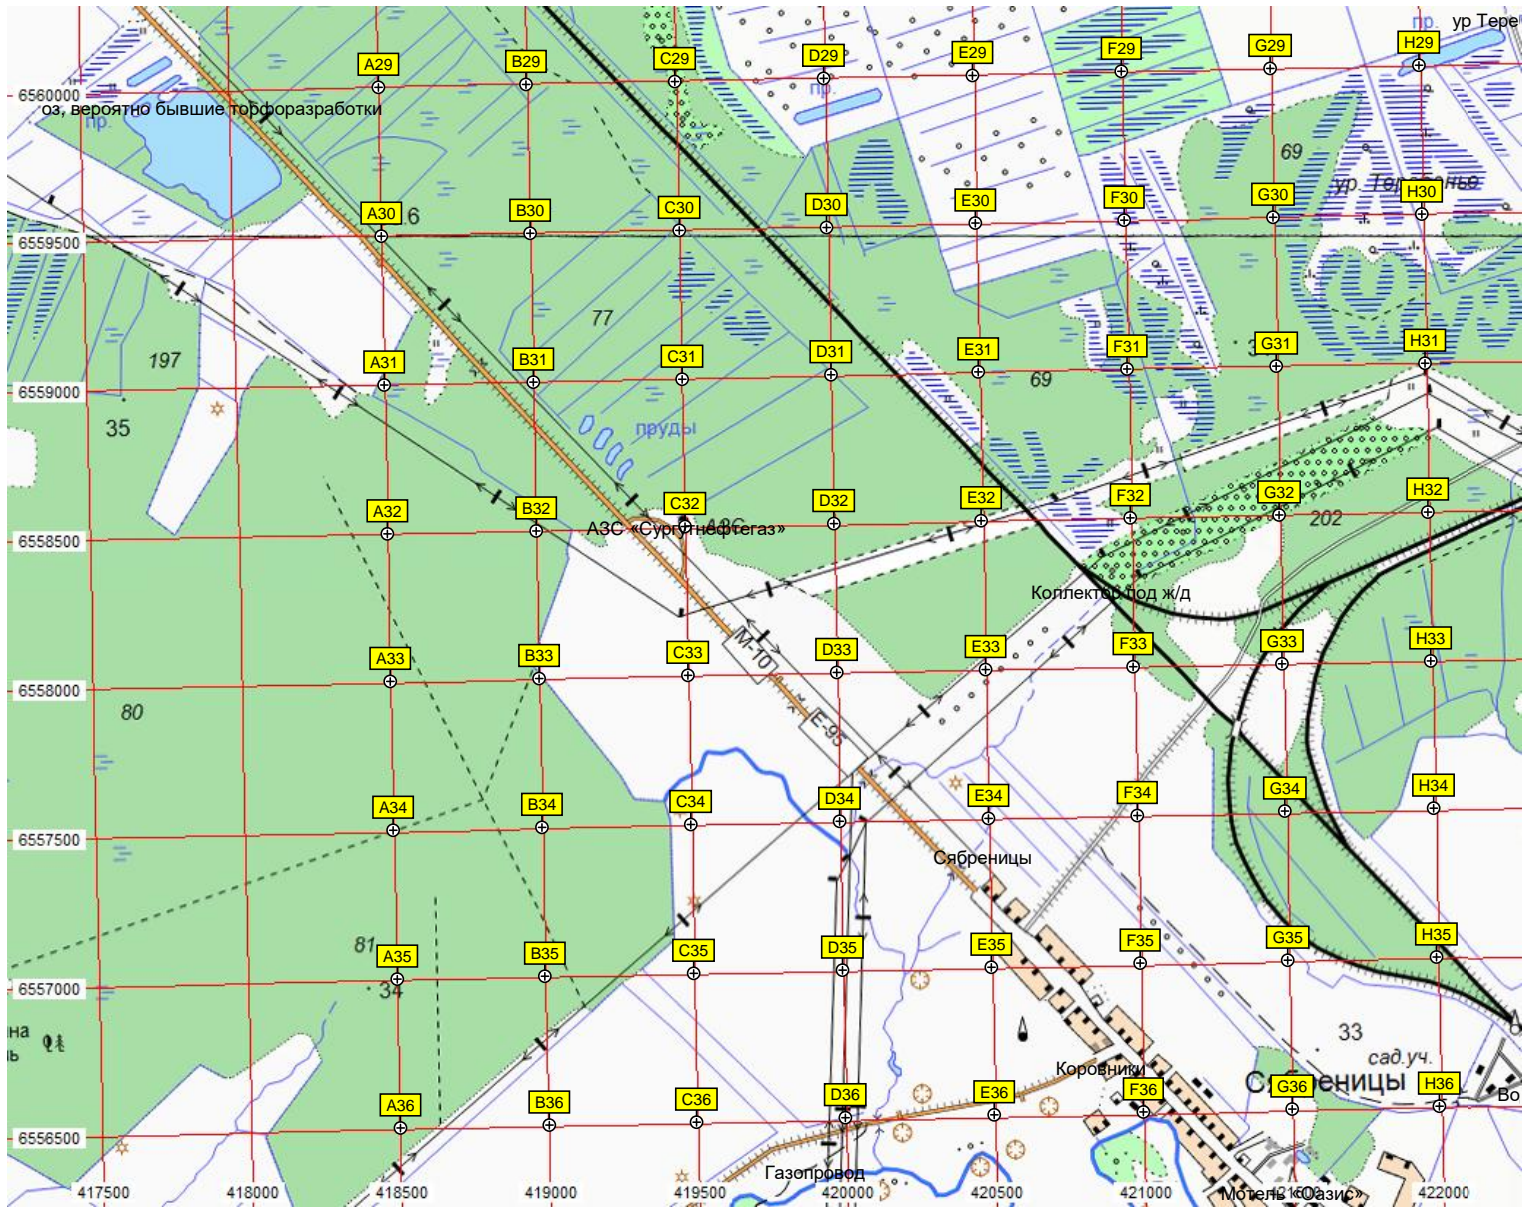 пр.
ур Тере
A29
B29
C29
D29
E29
F29
G29
H29
6560000
оз, вероятно бывшие торфоразработки
пр.
пр.
69
ур. Теребенье
A30
6
B30
C30
D30
E30
F30
G30
H30
6559500
77
197
A31
B31
C31
D31
E31
F31
G31
H31
69
6559000
35
пруды
A32
B32
C32
D32
E32
F32
G32
H32
АЗС «Сургутнефтегаз»
202
6558500
Коллектор под ж/д
М-10
A33
B33
C33
D33
E33
F33
G33
H33
6558000
80
Е-95
A34
B34
C34
D34
E34
F34
G34
H34
6557500
Сябреницы
81
A35
B35
C35
D35
E35
F35
G35
H35
6557000
34
на
ь
33
сад.уч.
Коровники
Сябреницы
Во
A36
B36
C36
D36
E36
F36
G36
H36
6556500
Газопровод
417500
418000
418500
419000
419500
420000
420500
421000
Мотель «Оазис»
422000